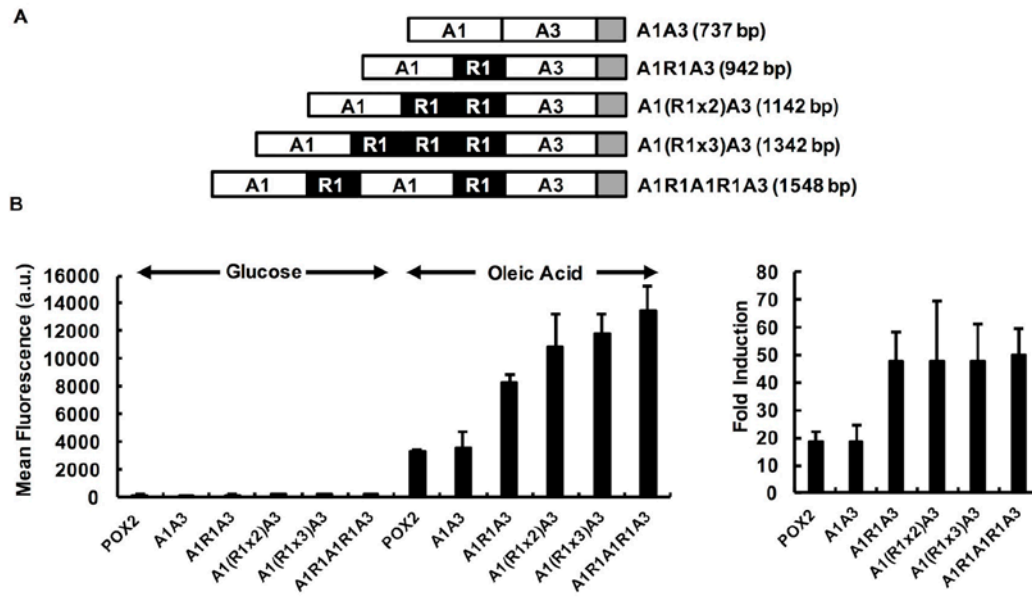 A
A1 A3 A1A3 (737 bp)
A1 R1 A3 A1R1A3 (942 bp)
A1 R1 R1 A3 A1(R1x2)A3 (1142 bp)
A1 R1 R1 R1 A3 A1(R1x3)A3 (1342 bp)
A1 R1 A1 R1 A3 A1R1A1R1A3 (1548 bp)
B
Mean Fluorescence (a.u.)
16000
14000
12000
10000
8000
6000
4000
2000
0
Glucose
Oleic Acid
POX2
A1A3
A1R1A3
A1(R1x2)A3
A1(R1x3)A3
A1R1A1R1A3
POX2
A1A3
A1R1A3
A1(R1x2)A3
A1(R1x3)A3
A1R1A1R1A3
Fold Induction
80
70
60
50
40
30
20
10
0
POX2
A1A3
A1R1A3
A1(R1x2)A3
A1(R1x3)A3
A1R1A1R1A3